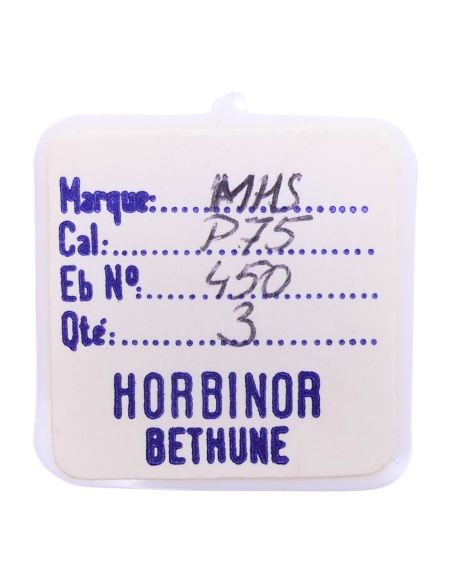 Marque: MHS
Cal: P75
Eb Nº 450
Qté: 3
HORBINOR
BETHUNE